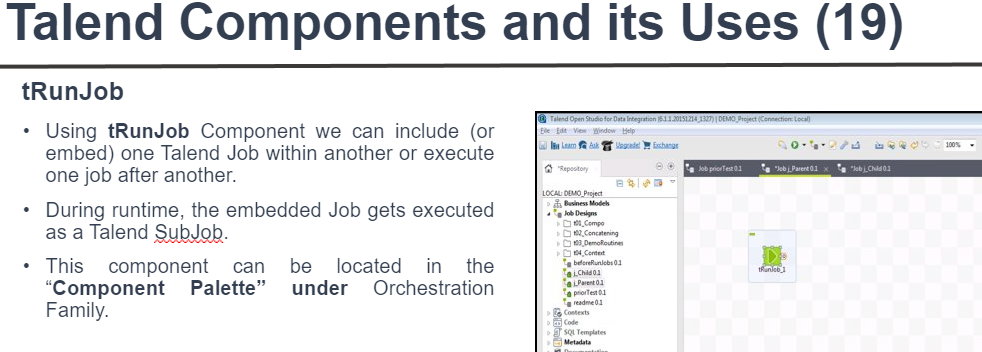 Talend Components and its Uses (19)
tRunJob
• Using tRunJob Component we can include (or
embed) one Talend Job within another or execute
one job after another.
• During runtime, the embedded Job gets executed
as a Talend SubJob.
• This component can be located in the
“Component Palette” under Orchestration
Family.
Talend Open Studio for Data Integration (6.1.1.20151214_1327) | DEMO_Project (Connection: Local)
File Edit View Window Help
Learn Ask Upgrade! Exchange 100%
*Repository
Job priorTest 0.1 *Job j_Parent 0.1 *Job j_Child 0.1
LOCAL: DEMO_Project
Business Models
Job Designs
t01_Compo
t02_Concatening
t03_DemoRoutines
t04_Context
beforeRunJobs 0.1
j_Child 0.1
j_Parent 0.1
priorTest 0.1
readme 0.1
Contexts
Code
SQL Templates
Metadata
tRunJob_1